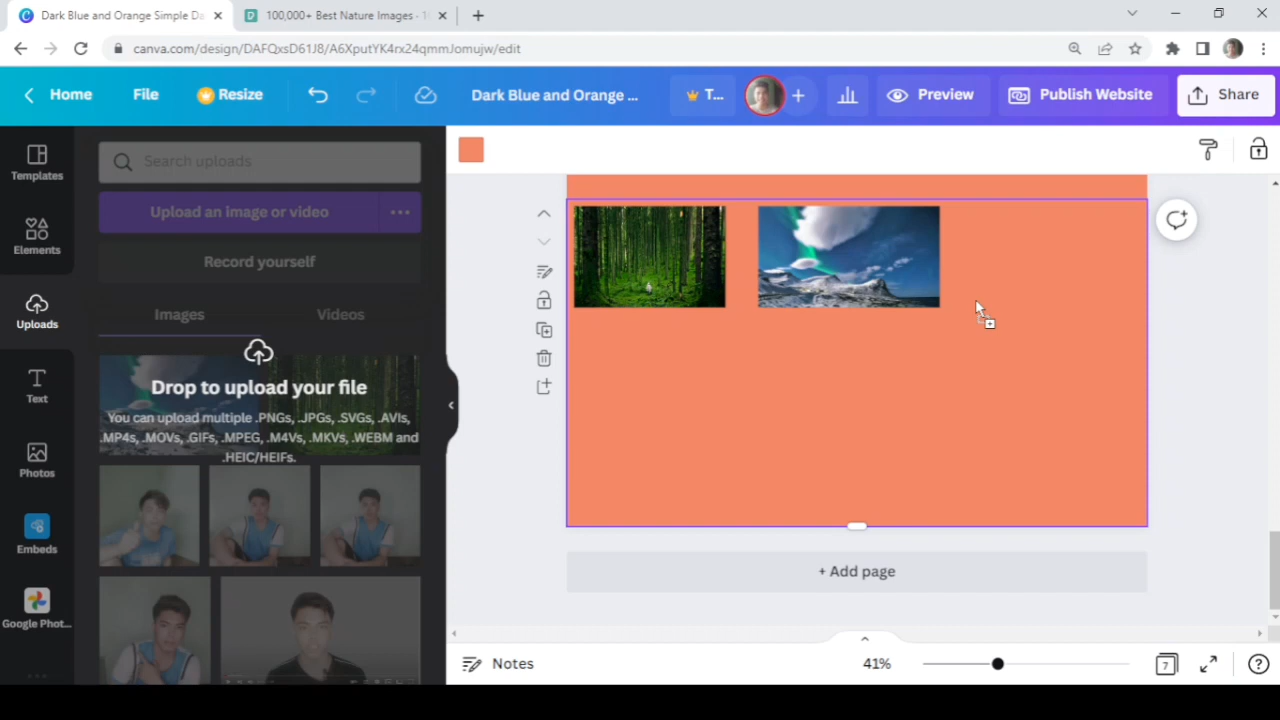 Dark Blue and Orange Simple Da
100,000+ Best Nature Images · 10
canva.com/design/DAFQxsD61J8/A6XputYK4rx24qmmJomujw/edit
Home
File
Resize
Dark Blue and Orange ...
T...
Preview
Publish Website
Share
Templates
Elements
Uploads
Text
Photos
Embeds
Google Phot...
Search uploads
Upload an image or video
Record yourself
Images
Videos
Drop to upload your file
You can upload multiple .PNGs, .JPGs, .SVGs, .AVIs,
.MP4s, .MOVs, .GIFs, .MPEG, .M4Vs, .MKVs, .WEBM and
.HEIC/HEIFs.
+ Add page
Notes
41%
7